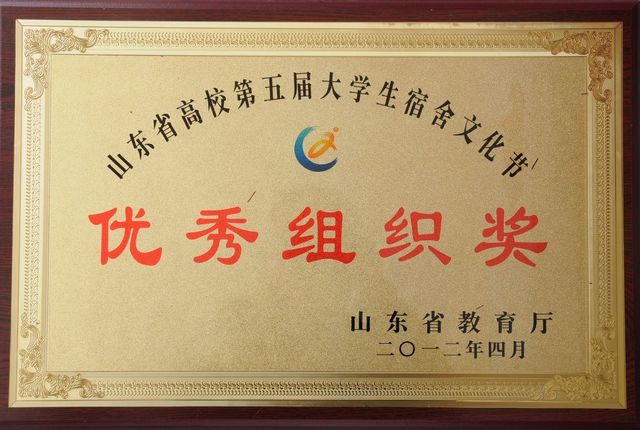 山东省高校第五届大学生宿舍文化节
优秀组织奖
山东省教育厅
二〇一二年四月